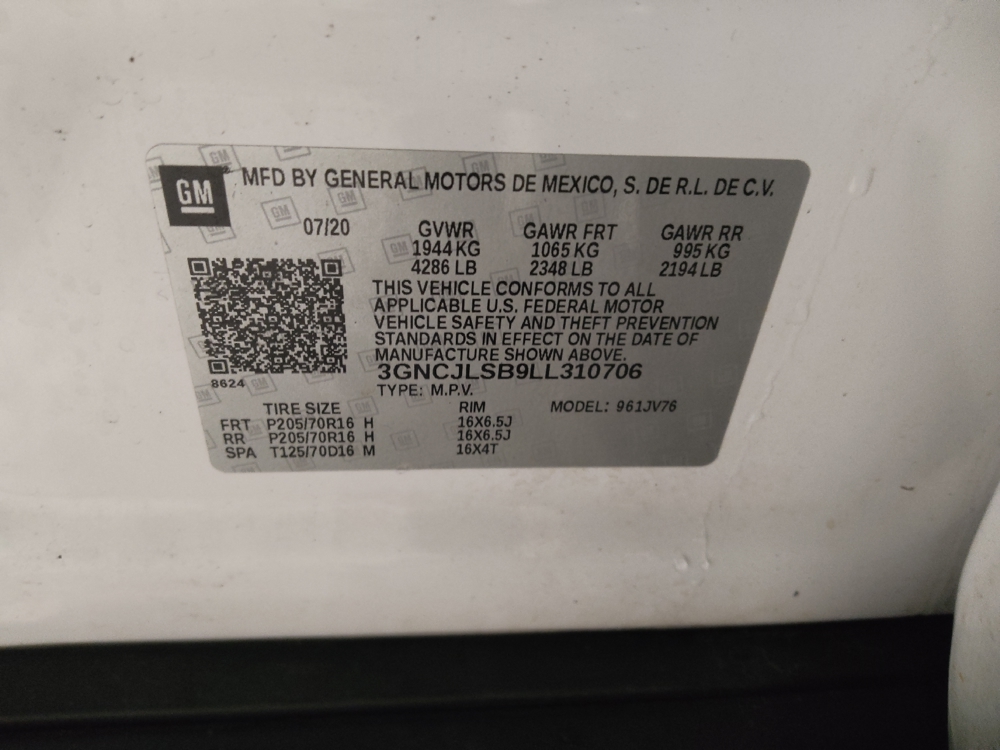 GM
MFD BY GENERAL MOTORS DE MEXICO, S. DE R.L. DE C.V.
07/20 GVWR GAWR FRT GAWR RR
1944 KG 1065 KG 995 KG
4286 LB 2348 LB 2194 LB
THIS VEHICLE CONFORMS TO ALL
APPLICABLE U.S. FEDERAL MOTOR
VEHICLE SAFETY AND THEFT PREVENTION
STANDARDS IN EFFECT ON THE DATE OF
MANUFACTURE SHOWN ABOVE.
3GNCJLSB9LL310706
8624
TYPE: M.P.V.
TIRE SIZE RIM MODEL: 961JV76
FRT P205/70R16 H 16X6.5J
RR P205/70R16 H 16X6.5J
SPA T125/70D16 M 16X4T